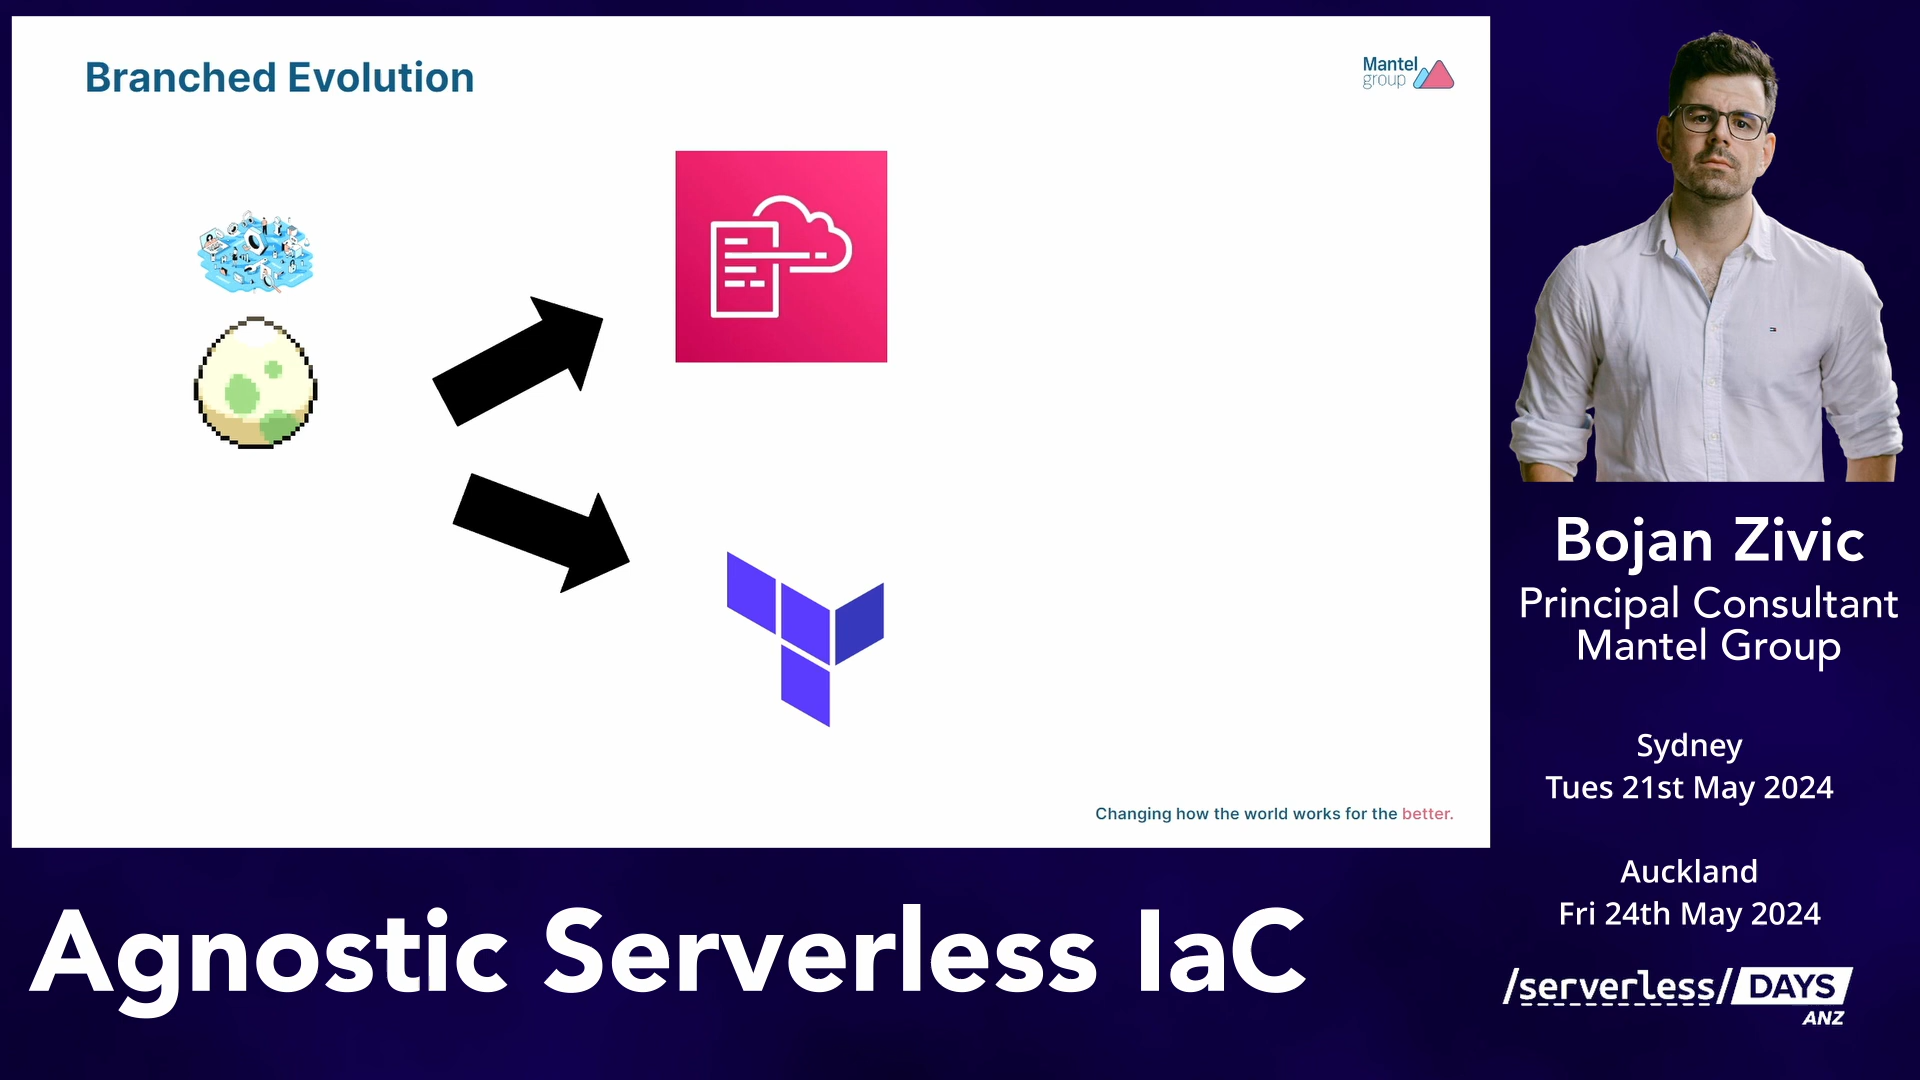 Branched Evolution
Mantel
group
Changing how the world works for the better.
Bojan Zivic
Principal Consultant
Mantel Group
Sydney
Tues 21st May 2024
Auckland
Fri 24th May 2024
Agnostic Serverless IaC
/serverless/DAYS
ANZ